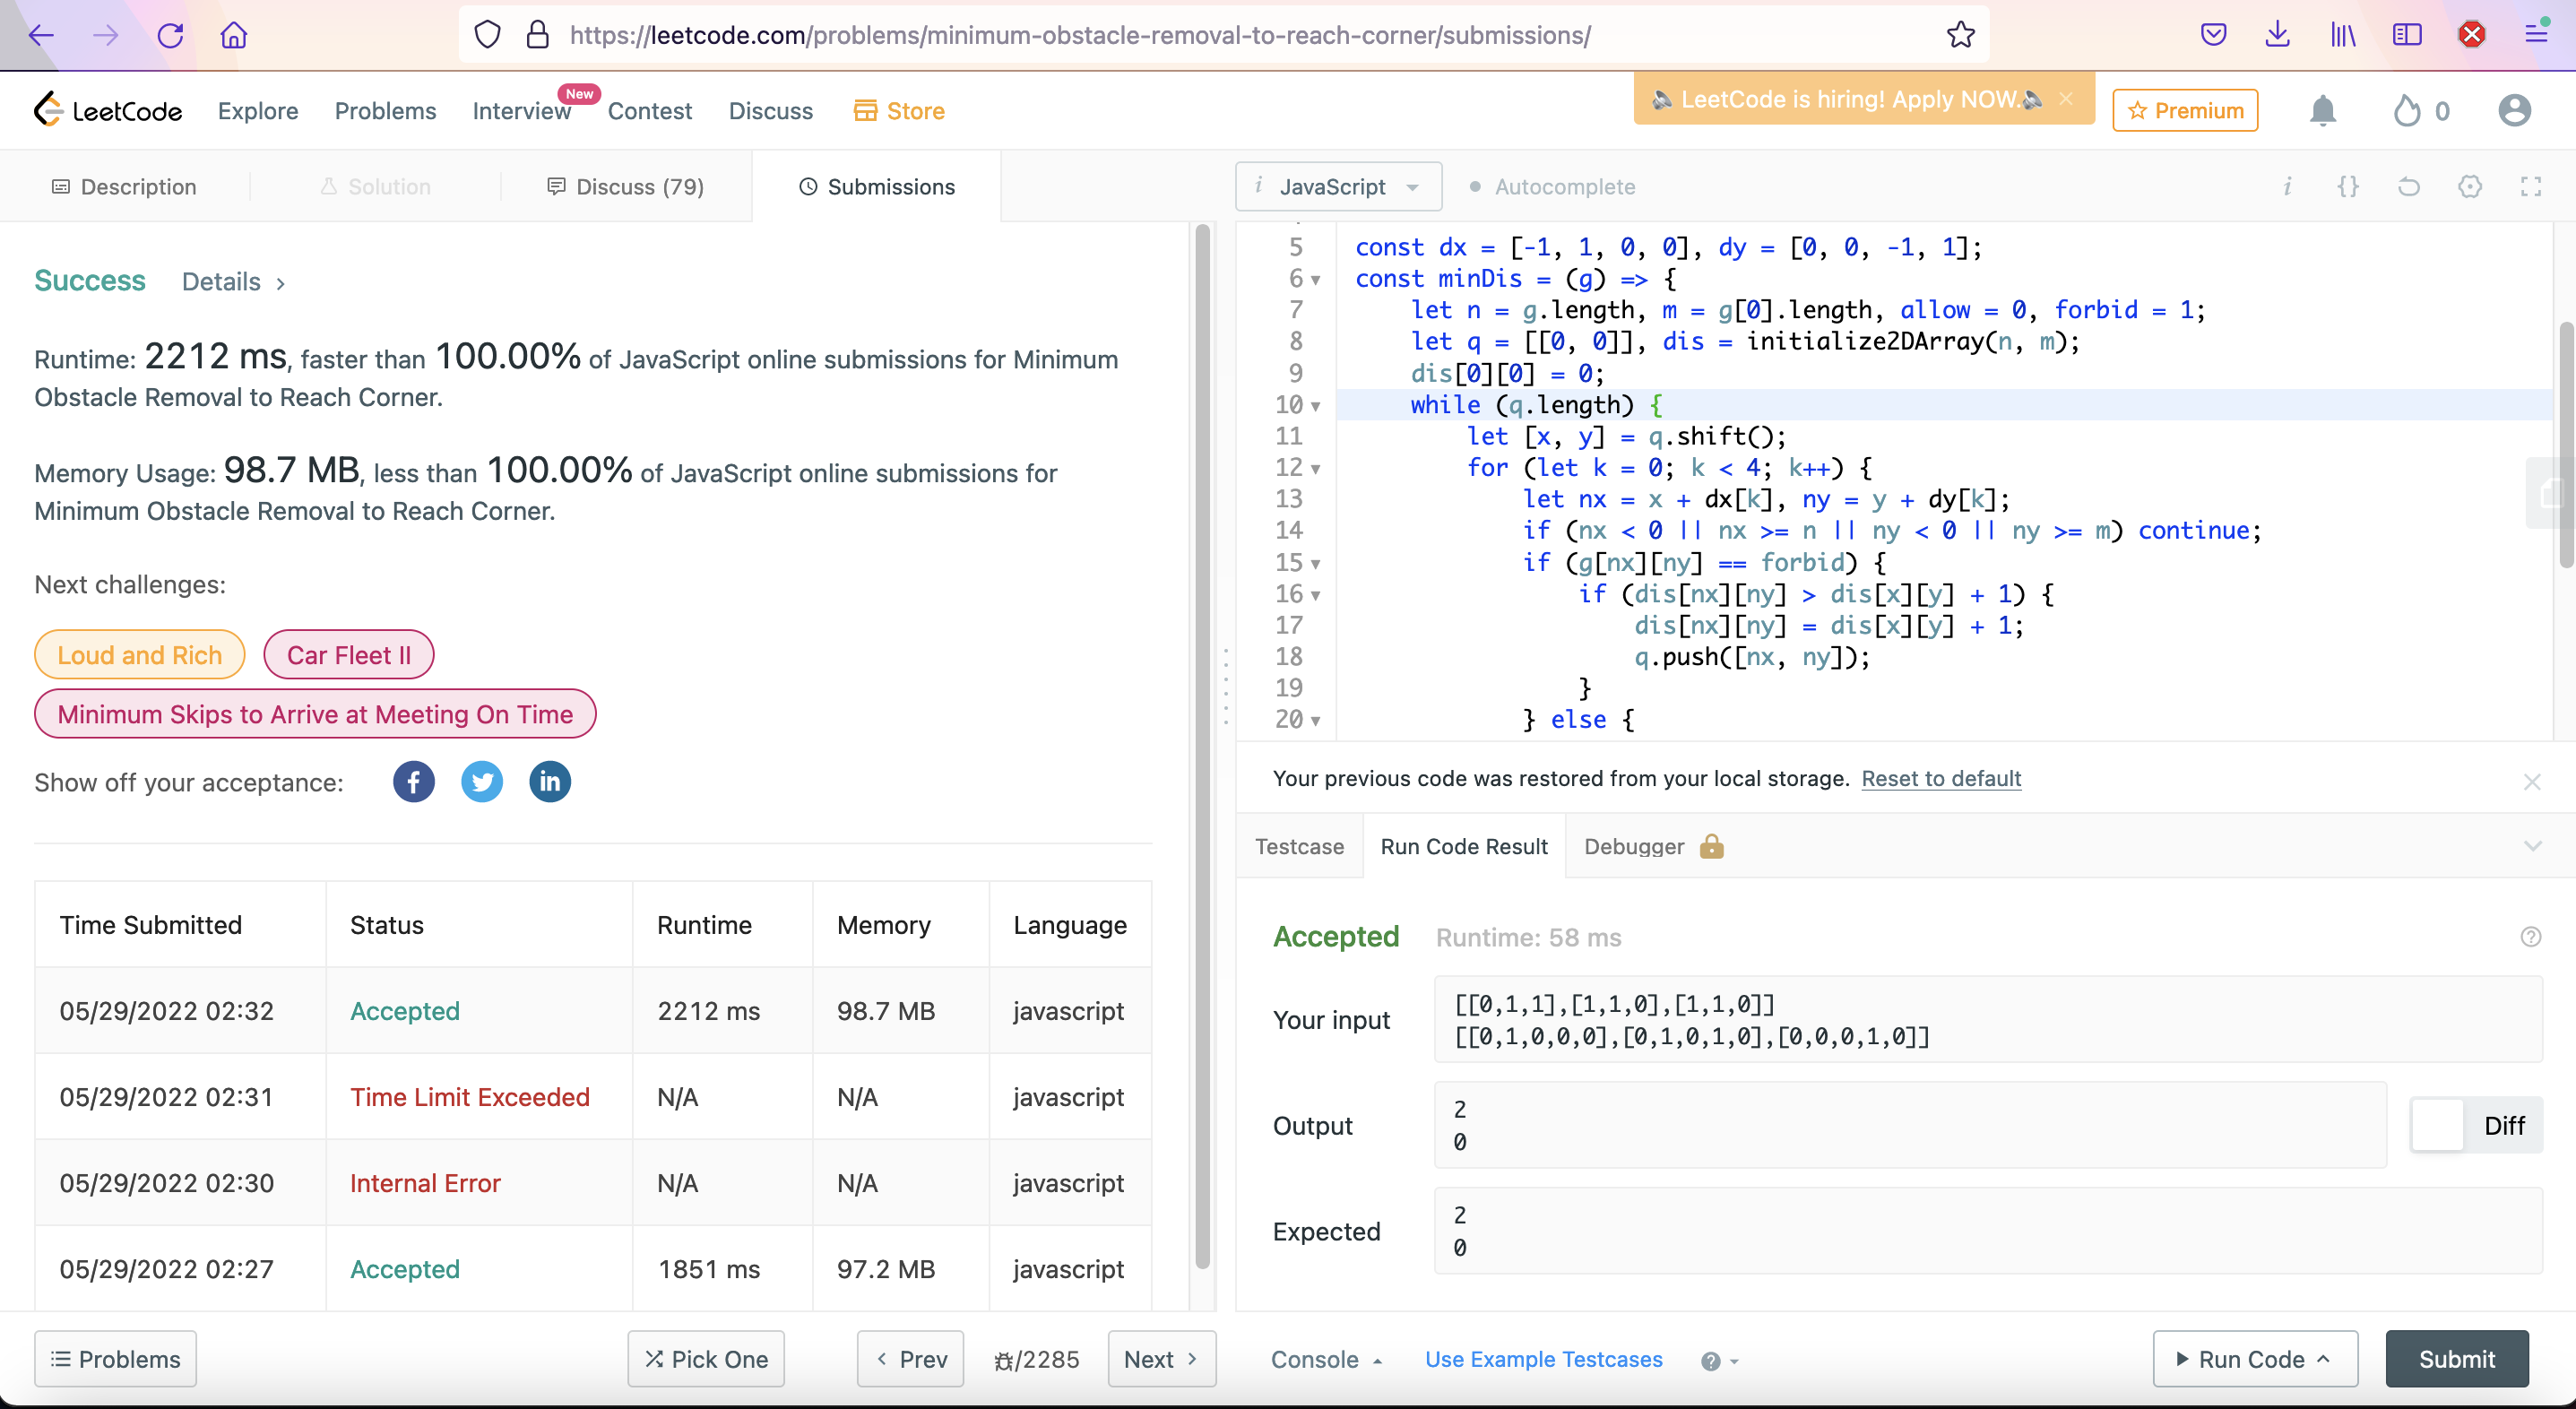 https://leetcode.com/problems/minimum-obstacle-removal-to-reach-corner/submissions/
LeetCode Explore Problems Interview New Contest Discuss Store
LeetCode is hiring! Apply NOW.
Premium
0
Description Solution Discuss (79) Submissions
i JavaScript Autocomplete
Success Details >
Runtime: 2212 ms, faster than 100.00% of JavaScript online submissions for Minimum
Obstacle Removal to Reach Corner.
Memory Usage: 98.7 MB, less than 100.00% of JavaScript online submissions for
Minimum Obstacle Removal to Reach Corner.
Next challenges:
Loud and Rich Car Fleet II
Minimum Skips to Arrive at Meeting On Time
Show off your acceptance:
Time Submitted Status Runtime Memory Language
05/29/2022 02:32 Accepted 2212 ms 98.7 MB javascript
05/29/2022 02:31 Time Limit Exceeded N/A N/A javascript
05/29/2022 02:30 Internal Error N/A N/A javascript
05/29/2022 02:27 Accepted 1851 ms 97.2 MB javascript
5 const dx = [-1, 1, 0, 0], dy = [0, 0, -1, 1];
6 const minDis = (g) => {
7 let n = g.length, m = g[0].length, allow = 0, forbid = 1;
8 let q = [[0, 0]], dis = initialize2DArray(n, m);
9 dis[0][0] = 0;
10 while (q.length) {
11 let [x, y] = q.shift();
12 for (let k = 0; k < 4; k++) {
13 let nx = x + dx[k], ny = y + dy[k];
14 if (nx < 0 || nx >= n || ny < 0 || ny >= m) continue;
15 if (g[nx][ny] == forbid) {
16 if (dis[nx][ny] > dis[x][y] + 1) {
17 dis[nx][ny] = dis[x][y] + 1;
18 q.push([nx, ny]);
19 }
20 } else {
Your previous code was restored from your local storage. Reset to default
Testcase Run Code Result Debugger
Accepted Runtime: 58 ms
Your input
[[0,1,1],[1,1,0],[1,1,0]]
[[0,1,0,0,0],[0,1,0,1,0],[0,0,0,1,0]]
Output
2
0
Diff
Expected
2
0
Problems Pick One < Prev /2285 Next >
Console Use Example Testcases Run Code Submit